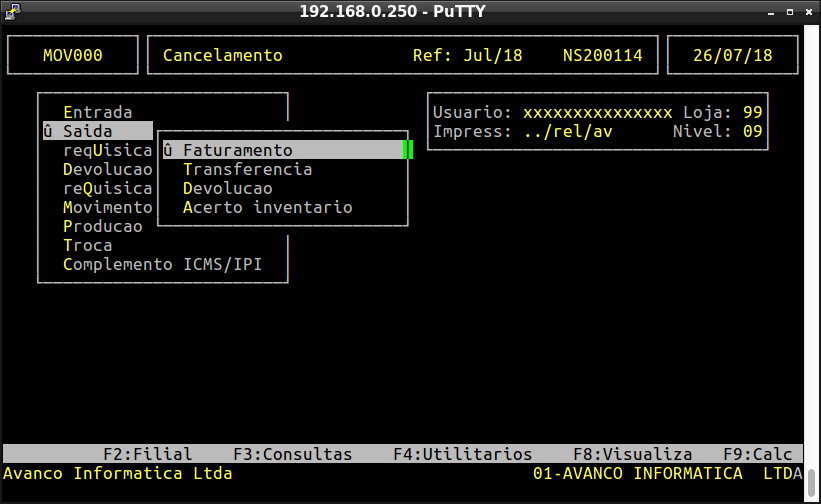 192.168.0.250 - PuTTY
MOV000 Cancelamento Ref: Jul/18 NS200114 26/07/18
Entrada
û Saida
reqUisica
Devolucao
reQuisica
Movimento
Producao
Troca
Complemento ICMS/IPI
û Faturamento
Transferencia
Devolucao
Acerto inventario
Usuario: xxxxxxxxxxxxxxx Loja: 99
Impress: ../rel/av Nivel: 09
F2:Filial F3:Consultas F4:Utilitarios F8:Visualiza F9:Calc
Avanco Informatica Ltda 01-AVANCO INFORMATICA LTDA